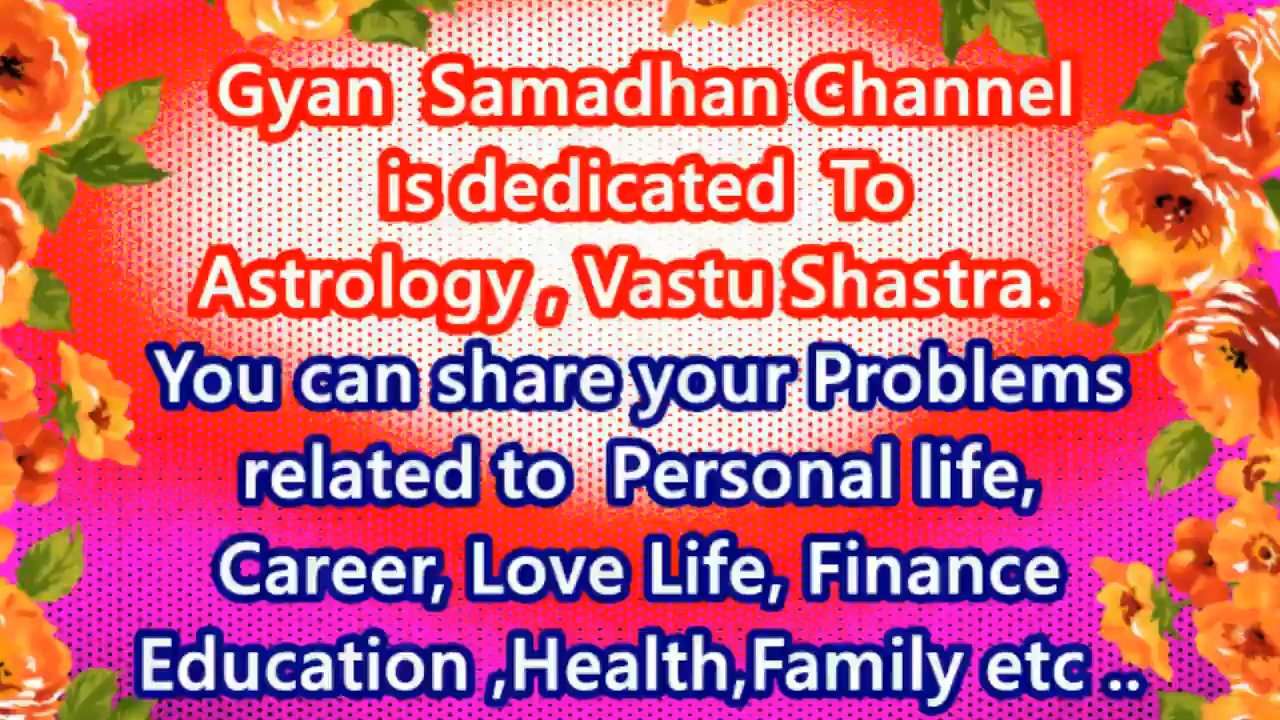 Gyan Samadhan Channel
is dedicated To
Astrology , Vastu Shastra.
You can share your Problems
related to Personal life,
Career, Love Life, Finance
Education ,Health,Family etc ..